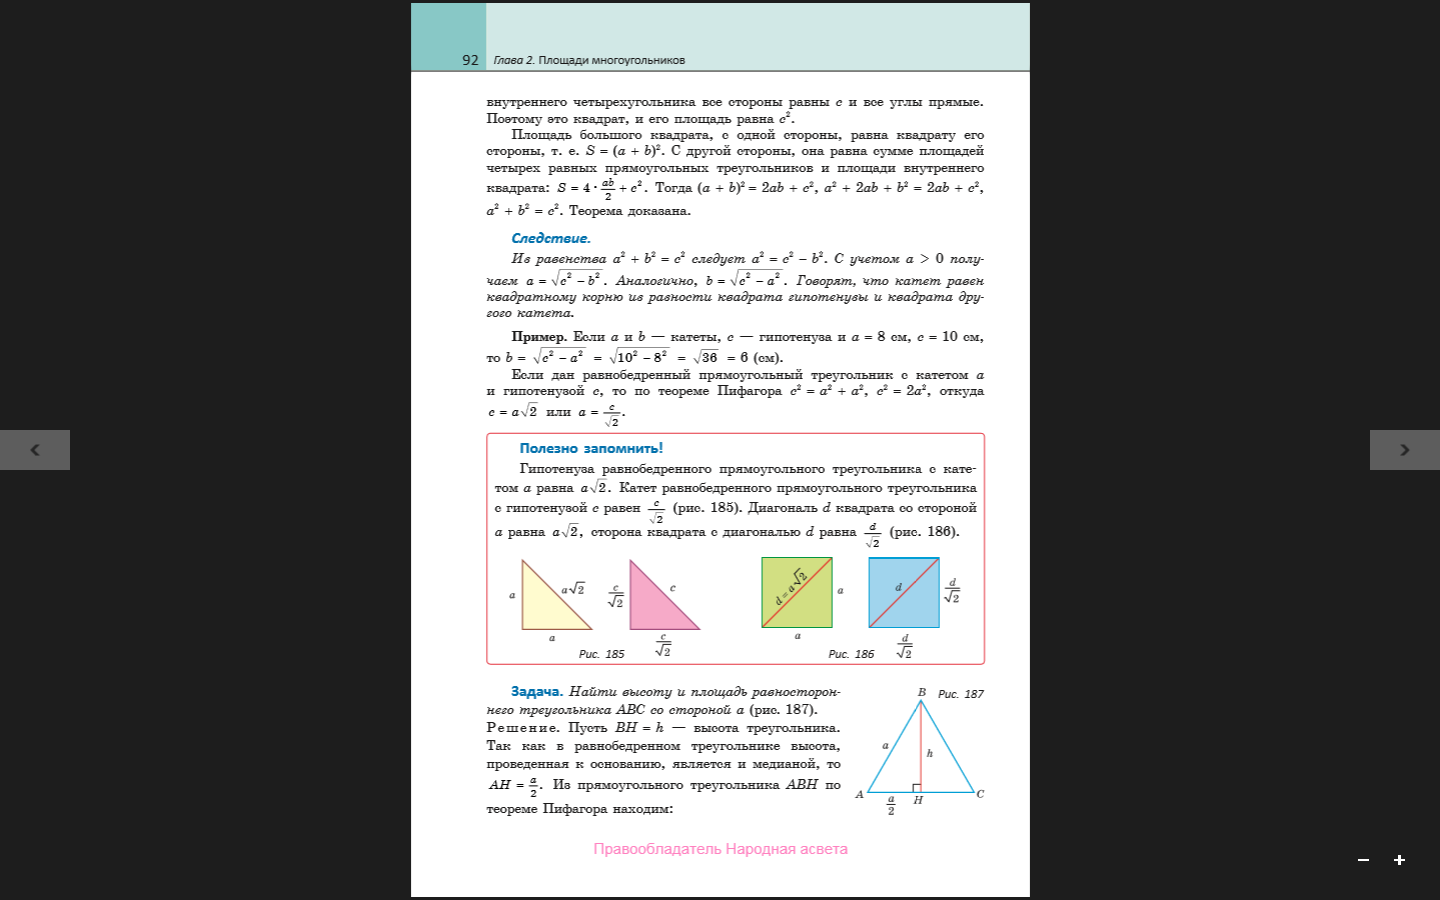 92 Глава 2. Площади многоугольников
внутреннего четырехугольника все стороны равны c и все углы прямые.
Поэтому это квадрат, и его площадь равна c².
Площадь большого квадрата, с одной стороны, равна квадрату его
стороны, т. е. S = (a + b)². С другой стороны, она равна сумме площадей
четырех равных прямоугольных треугольников и площади внутреннего
квадрата: S = 4 · ab/2 + c². Тогда (a + b)² = 2ab + c², a² + 2ab + b² = 2ab + c²,
a² + b² = c². Теорема доказана.
Следствие.
Из равенства a² + b² = c² следует a² = c² − b². С учетом a > 0 полу-
чаем a = √(c² − b²). Аналогично, b = √(c² − a²). Говорят, что катет равен
квадратному корню из разности квадрата гипотенузы и квадрата дру-
гого катета.
Пример. Если a и b — катеты, c — гипотенуза и a = 8 см, c = 10 см,
то b = √(c² − a²) = √(10² − 8²) = √36 = 6 (см).
Если дан равнобедренный прямоугольный треугольник с катетом a
и гипотенузой c, то по теореме Пифагора c² = a² + a², c² = 2a², откуда
c = a√2 или a = c/√2.
Полезно запомнить!
Гипотенуза равнобедренного прямоугольного треугольника с кате-
том a равна a√2. Катет равнобедренного прямоугольного треугольника
с гипотенузой c равен c/√2 (рис. 185). Диагональ d квадрата со стороной
a равна a√2, сторона квадрата с диагональю d равна d/√2 (рис. 186).
a
a√2
a
c/√2
c
c/√2
Рис. 185
d = a√2
a
a
d
d/√2
d/√2
Рис. 186
Задача. Найти высоту и площадь равносторон-
него треугольника ABC со стороной a (рис. 187).
Решение. Пусть BH = h — высота треугольника.
Так как в равнобедренном треугольнике высота,
проведенная к основанию, является и медианой, то
AH = a/2. Из прямоугольного треугольника ABH по
теореме Пифагора находим:
B Рис. 187
a
h
A
a/2
H
C
Правообладатель Народная асвета